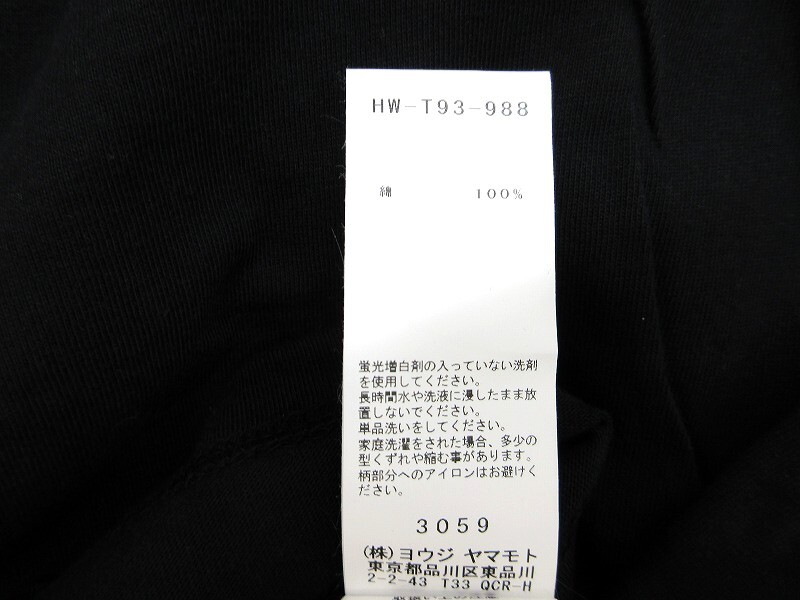 HW-T93-988
綿 100%
蛍光増白剤の入っていない洗剤
を使用してください。
長時間水や洗液に浸したまま放
置しないでください。
単品洗いをしてください。
家庭洗濯をされた場合、多少の
型くずれや縮む事があります。
柄部分へのアイロンはお避けく
ださい。
3059
(株)ヨウジ ヤマモト
東京都品川区東品川
2-2-43 T33 QCR-H